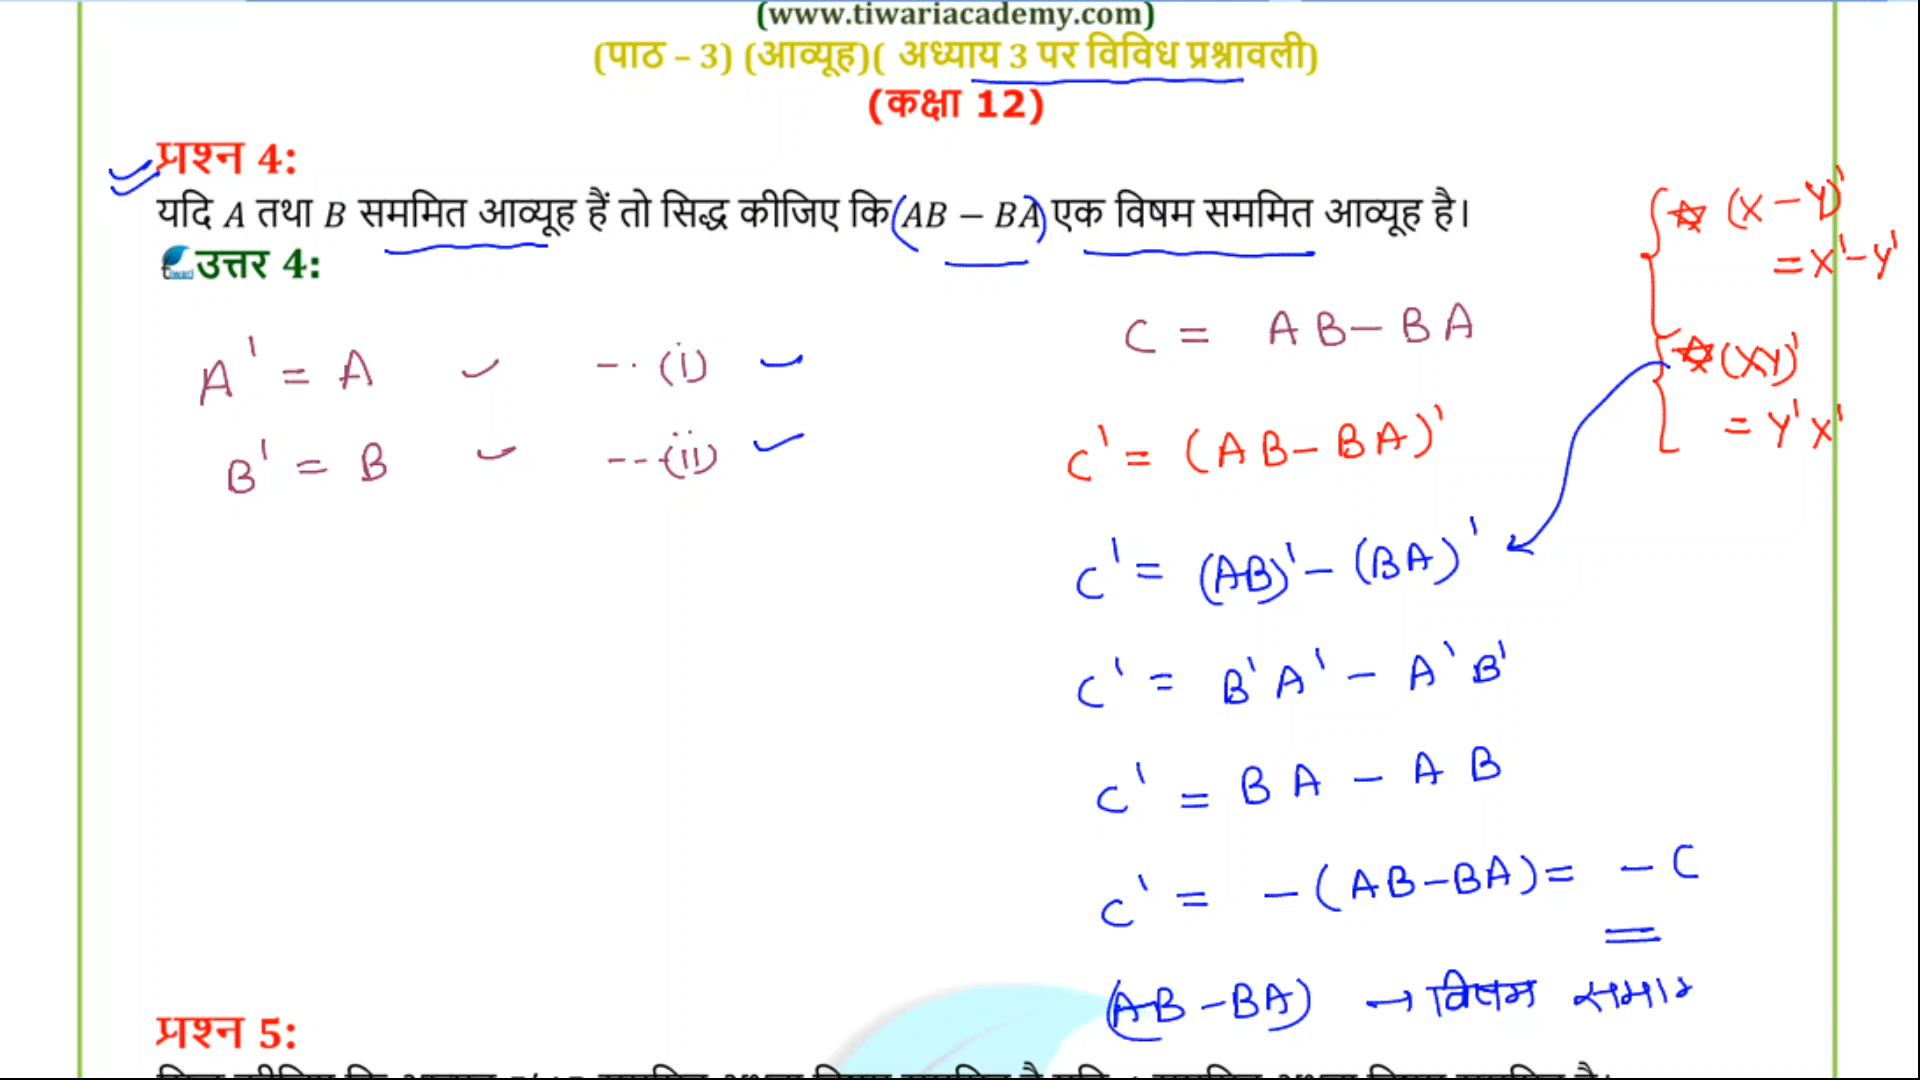 (www.tiwariacademy.com)
(पाठ – 3) (आव्यूह)( अध्याय 3 पर विविध प्रश्नावली)
(कक्षा 12)
प्रश्न 4:
यदि A तथा B सममित आव्यूह हैं तो सिद्ध कीजिए कि (AB − BA) एक विषम सममित आव्यूह है।
उत्तर 4:
A' = A --- (i)
B' = B --- (ii)
C = AB − BA
C' = (AB − BA)'
C' = (AB)' − (BA)'
C' = B'A' − A'B'
C' = BA − AB
C' = −(AB − BA) = −C
(AB − BA) → विषम
(X − Y)'
= X' − Y'
(XY)'
= Y'X'
प्रश्न 5: